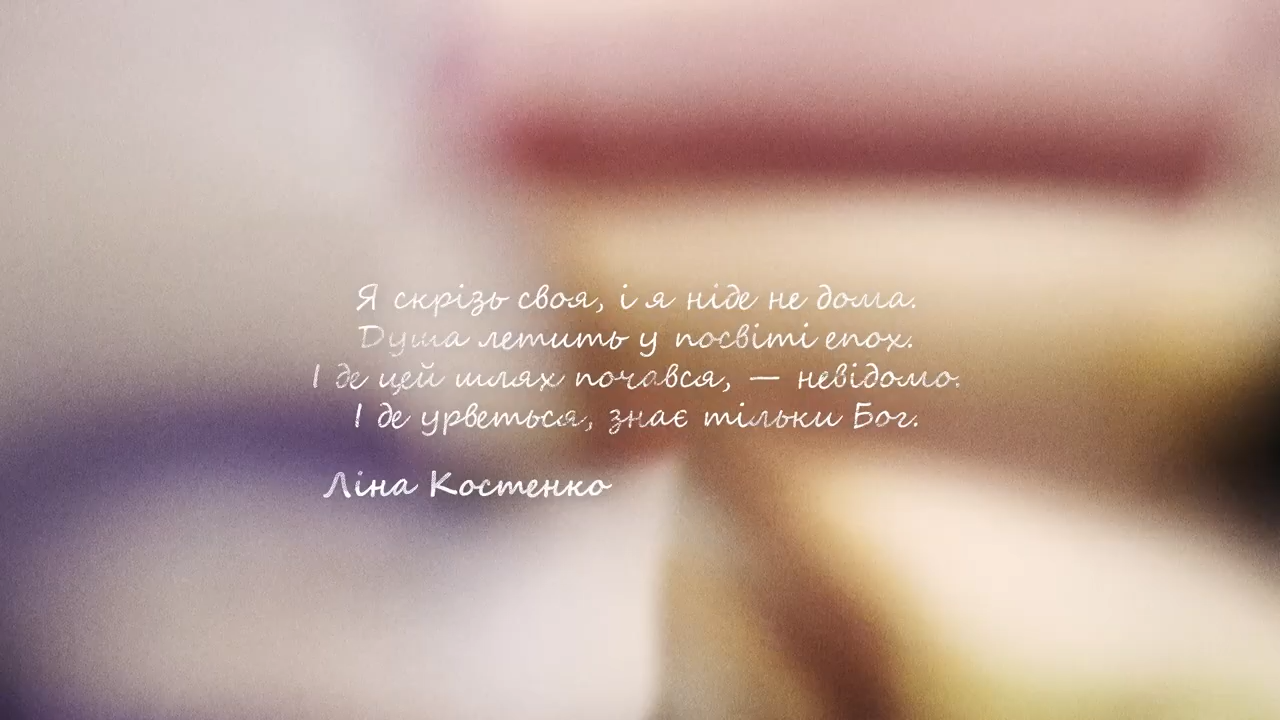 Я скрізь своя, і я ніде не дома.
Душа летить у посвіті епох.
І де цей шлях почався, — невідомо.
І де урветься, знає тільки Бог.
Ліна Костенко